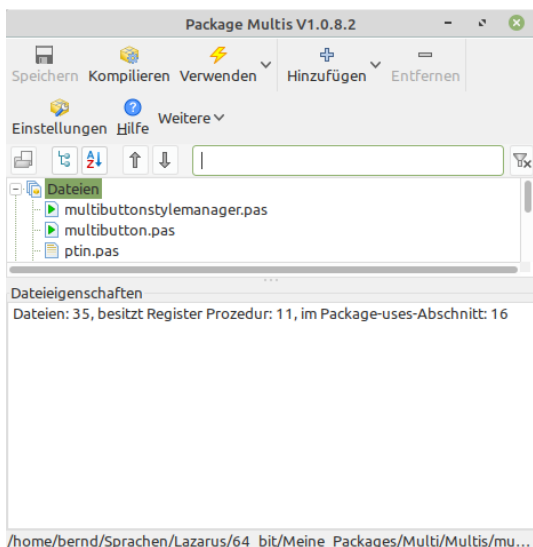 Package Multis V1.0.8.2
Speichern Kompilieren Verwenden Hinzufügen Entfernen
Einstellungen Hilfe Weitere
Dateien
multibuttonstylemanager.pas
multibutton.pas
ptin.pas
Dateieigenschaften
Dateien: 35, besitzt Register Prozedur: 11, im Package-uses-Abschnitt: 16
/home/bernd/Sprachen/Lazarus/64_bit/Meine_Packages/Multi/Multis/mu...